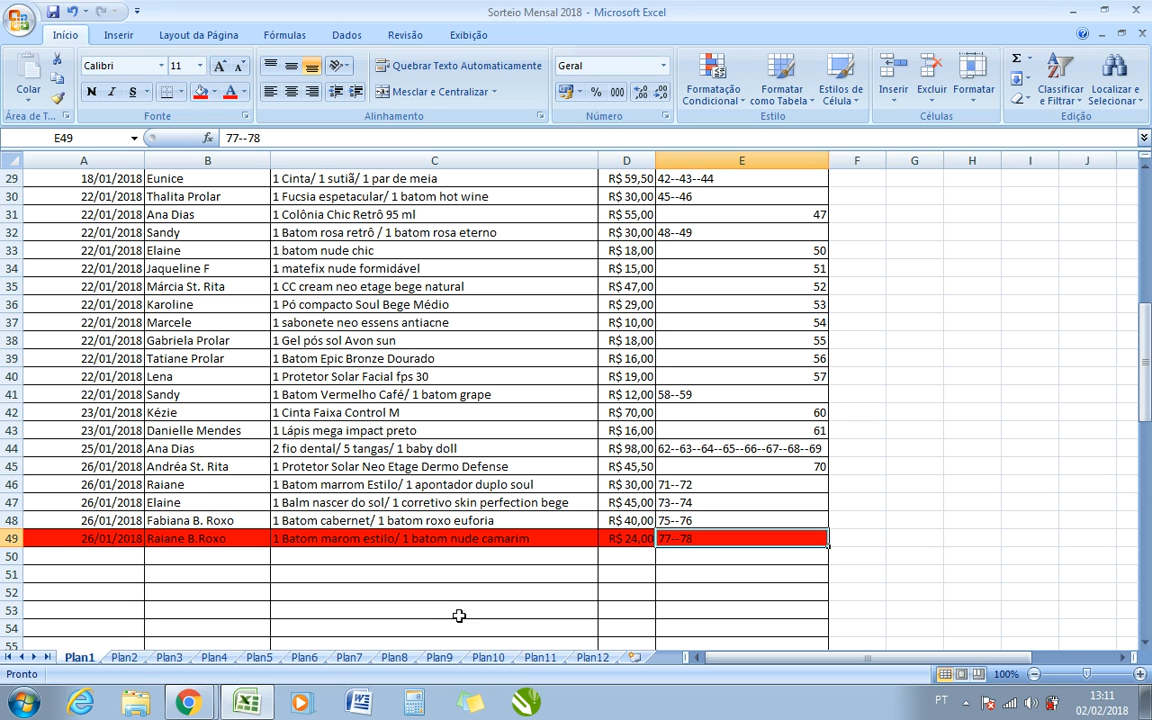 Sorteio Mensal 2018 - Microsoft Excel
Início Inserir Layout da Página Fórmulas Dados Revisão Exibição
Colar
Área de T...
Calibri 11
N I S
Fonte
Quebrar Texto Automaticamente
Mesclar e Centralizar
Alinhamento
Geral
% 000
Número
Formatação Condicional
Formatar como Tabela
Estilos de Célula
Estilo
Inserir Excluir Formatar
Células
Classificar e Filtrar
Localizar e Selecionar
Edição
E49 fx 77--78
A B C D E F G H I J
29 18/01/2018 Eunice 1 Cinta/ 1 sutiã/ 1 par de meia R$ 59,50 42--43--44
30 22/01/2018 Thalita Prolar 1 Fucsia espetacular/ 1 batom hot wine R$ 30,00 45--46
31 22/01/2018 Ana Dias 1 Colônia Chic Retrô 95 ml R$ 55,00 47
32 22/01/2018 Sandy 1 Batom rosa retrô / 1 batom rosa eterno R$ 30,00 48--49
33 22/01/2018 Elaine 1 batom nude chic R$ 18,00 50
34 22/01/2018 Jaqueline F 1 matefix nude formidável R$ 15,00 51
35 22/01/2018 Márcia St. Rita 1 CC cream neo etage bege natural R$ 47,00 52
36 22/01/2018 Karoline 1 Pó compacto Soul Bege Médio R$ 29,00 53
37 22/01/2018 Marcele 1 sabonete neo essens antiacne R$ 10,00 54
38 22/01/2018 Gabriela Prolar 1 Gel pós sol Avon sun R$ 18,00 55
39 22/01/2018 Tatiane Prolar 1 Batom Epic Bronze Dourado R$ 16,00 56
40 22/01/2018 Lena 1 Protetor Solar Facial fps 30 R$ 19,00 57
41 22/01/2018 Sandy 1 Batom Vermelho Café/ 1 batom grape R$ 12,00 58--59
42 23/01/2018 Kézie 1 Cinta Faixa Control M R$ 70,00 60
43 23/01/2018 Danielle Mendes 1 Lápis mega impact preto R$ 16,00 61
44 25/01/2018 Ana Dias 2 fio dental/ 5 tangas/ 1 baby doll R$ 98,00 62--63--64--65--66--67--68--69
45 26/01/2018 Andréa St. Rita 1 Protetor Solar Neo Etage Dermo Defense R$ 45,50 70
46 26/01/2018 Raiane 1 Batom marrom Estilo/ 1 apontador duplo soul R$ 30,00 71--72
47 26/01/2018 Elaine 1 Balm nascer do sol/ 1 corretivo skin perfection bege R$ 45,00 73--74
48 26/01/2018 Fabiana B. Roxo 1 Batom cabernet/ 1 batom roxo euforia R$ 40,00 75--76
49 26/01/2018 Raiane B.Roxo 1 Batom marom estilo/ 1 batom nude camarim R$ 24,00 77--78
50
51
52
53
54
55
Plan1 Plan2 Plan3 Plan4 Plan5 Plan6 Plan7 Plan8 Plan9 Plan10 Plan11 Plan12
Pronto 100%
PT 13:11
02/02/2018